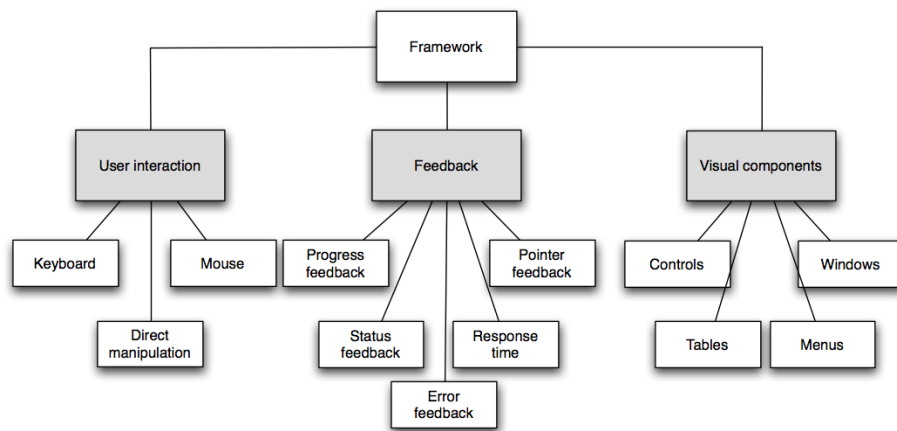 Framework
User interaction
Feedback
Visual components
Keyboard
Mouse
Progress
feedback
Pointer
feedback
Controls
Windows
Direct
manipulation
Status
feedback
Response
time
Tables
Menus
Error
feedback